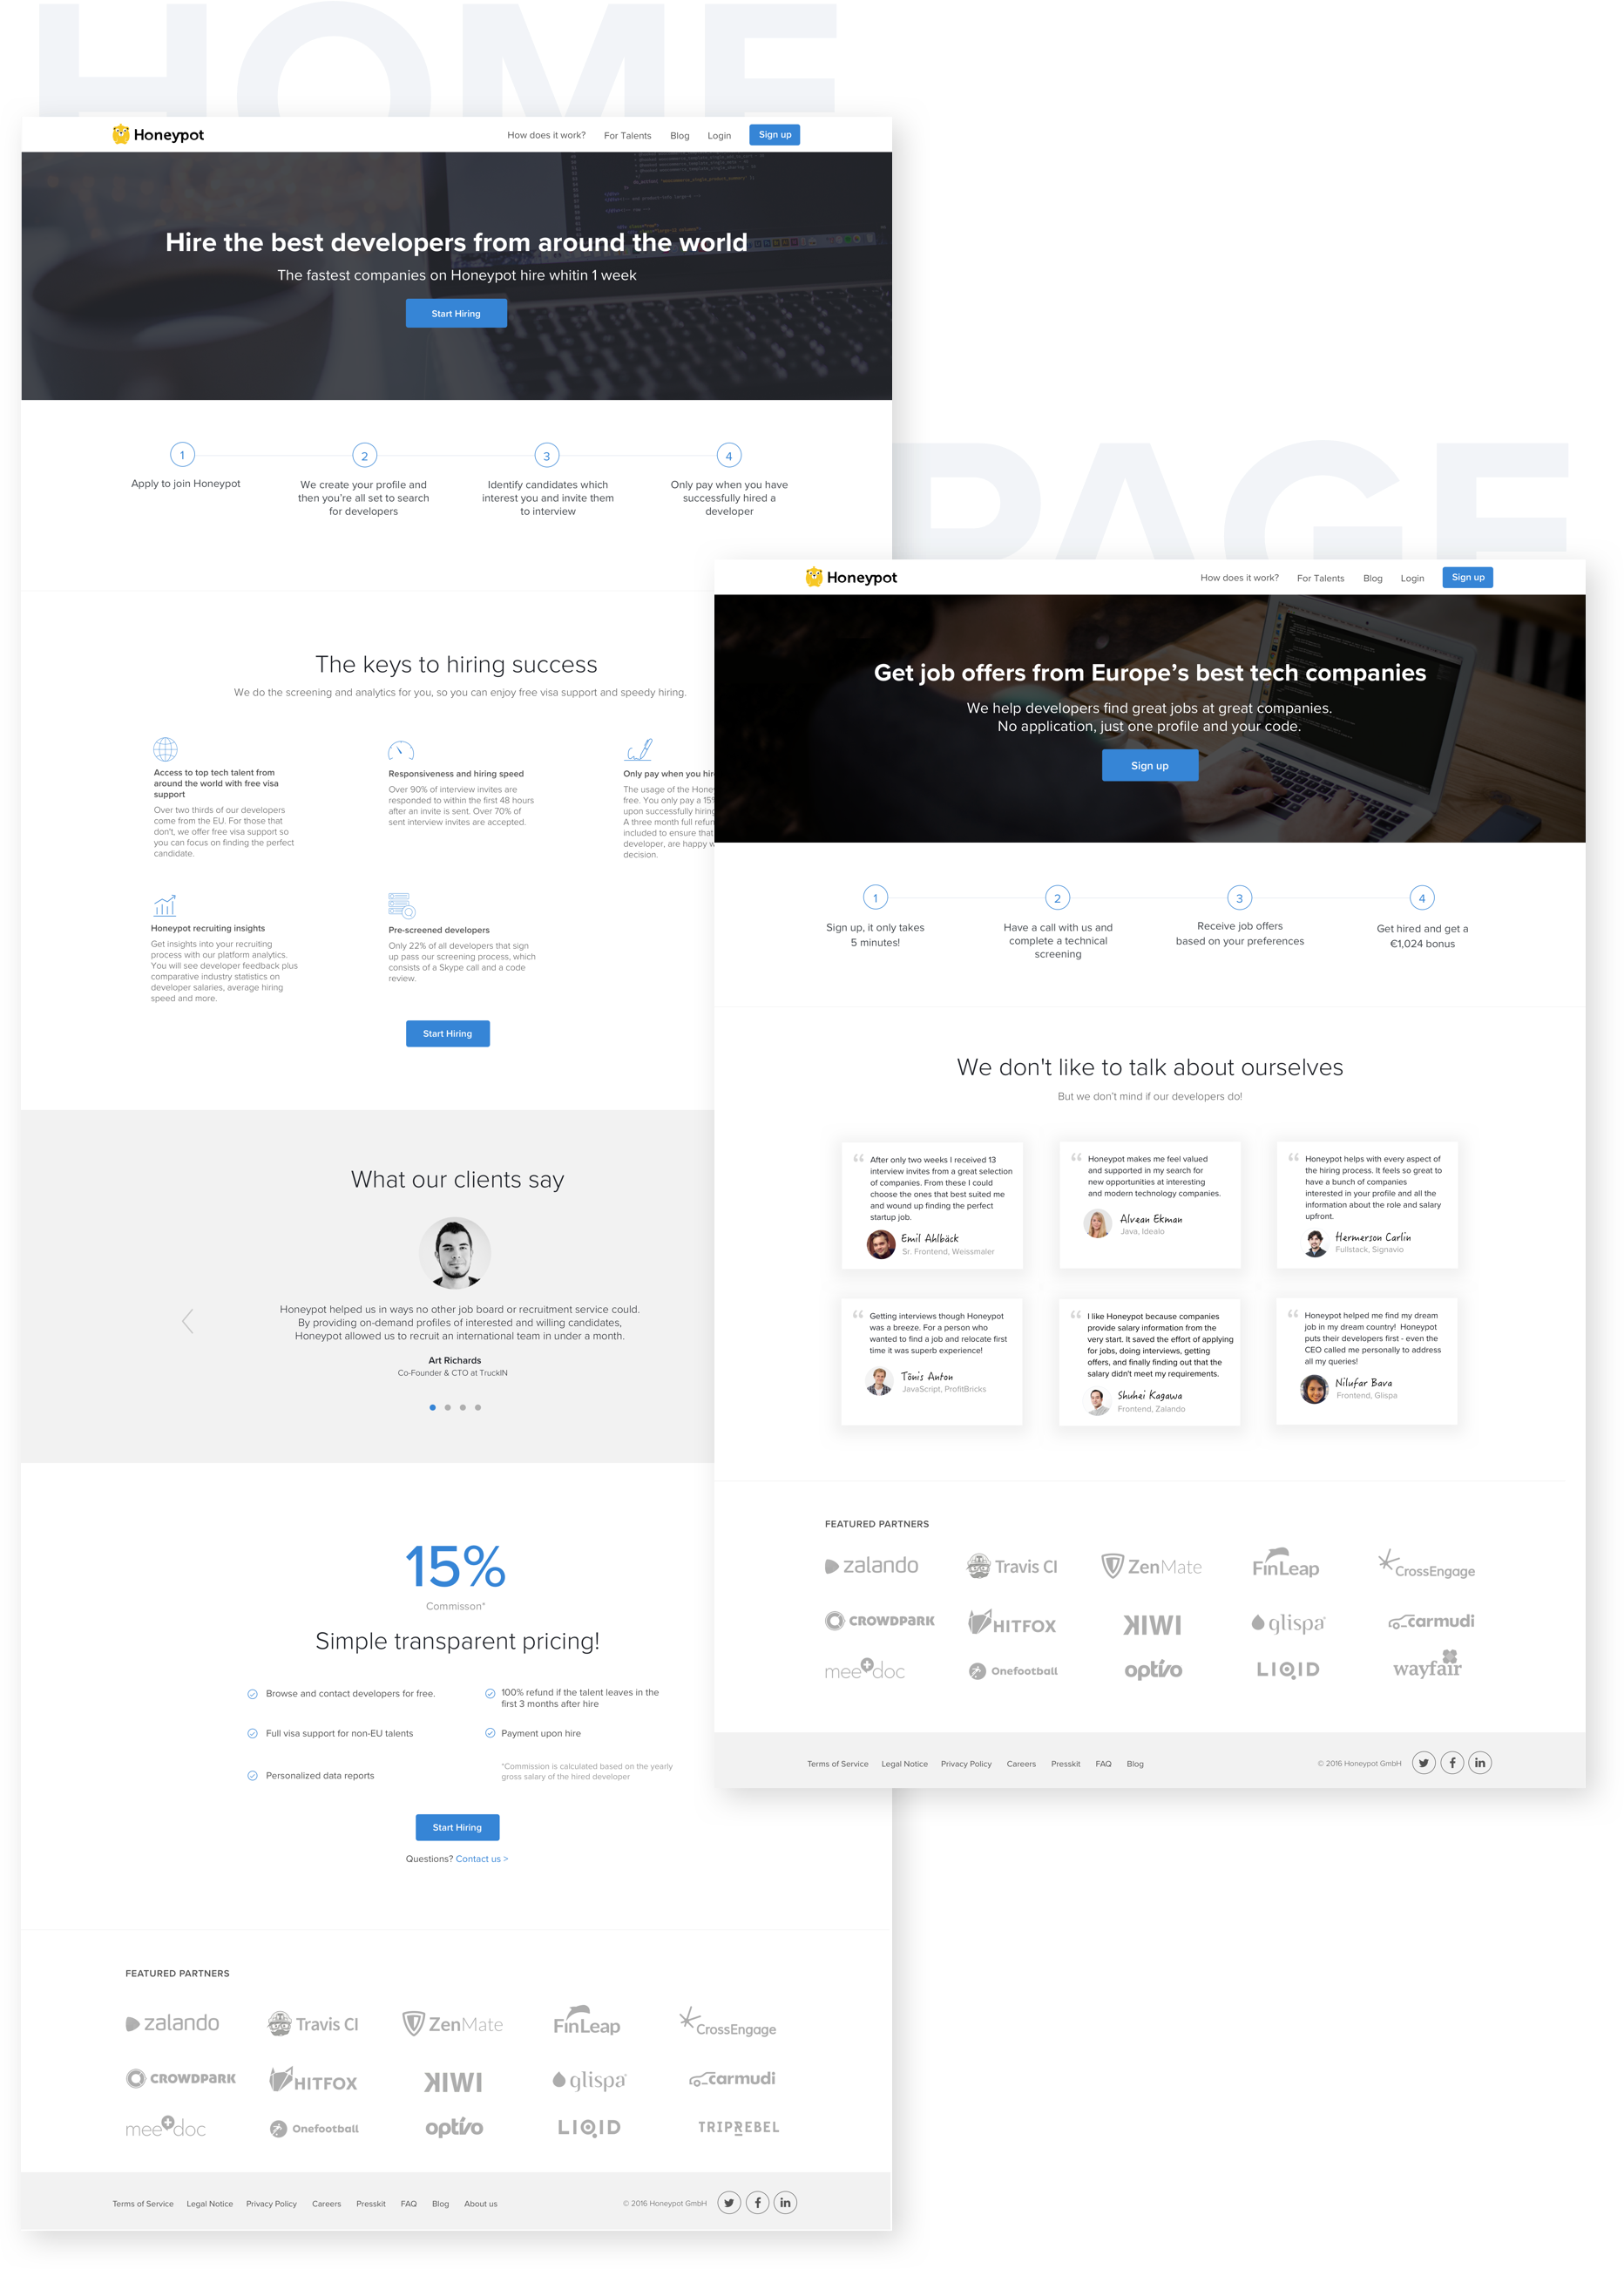 HOME
Honeypot
How does it work? For Talents Blog Login Sign up
Hire the best developers from around the world
The fastest companies on Honeypot hire whitin 1 week
Start Hiring
1
2
3
4
Apply to join Honeypot
We create your profile and
then you're all set to search
for developers
Identify candidates which
interest you and invite them
to interview
Only pay when you have
successfully hired a
developer
The keys to hiring success
We do the screening and analytics for you, so you can enjoy free visa support and speedy hiring.
Access to top tech talent from
around the world with free visa
support
Over two thirds of our developers
come from the EU. For those that
don't, we offer free visa support so
you can focus on finding the perfect
candidate.
Responsiveness and hiring speed
Over 90% of interview invites are
responded to within the first 48 hours
after an invite is sent. Over 70% of
sent interview invites are accepted.
Only pay when you hir
The usage of the Hone
free. You only pay a 15
upon successfully hiring
A three month full refun
included to ensure that
developer, are happy w
decision.
Honeypot recruiting insights
Get insights into your recruiting
process with our platform analytics.
You will see developer feedback plus
comparative industry statistics on
developer salaries, average hiring
speed and more.
Pre-screened developers
Only 22% of all developers that sign
up pass our screening process, which
consists of a Skype call and a code
review.
Start Hiring
What our clients say
Honeypot helped us in ways no other job board or recruitment service could.
By providing on-demand profiles of interested and willing candidates,
Honeypot allowed us to recruit an international team in under a month.
Art Richards
Co-Founder & CTO at TruckIN
15%
Commisson*
Simple transparent pricing!
Browse and contact developers for free.
100% refund if the talent leaves in the
first 3 months after hire
Full visa support for non-EU talents
Payment upon hire
Personalized data reports
*Commission is calculated based on the yearly
gross salary of the hired developer
Start Hiring
Questions? Contact us >
FEATURED PARTNERS
zalando Travis CI ZenMate FinLeap CrossEngage
CROWDPARK HITFOX KIWI glispa carmudi
meedoc Onefootball optivo LIQID TRIPREBEL
Terms of Service Legal Notice Privacy Policy Careers Presskit FAQ Blog About us
© 2016 Honeypot GmbH
PAGE
Honeypot
How does it work? For Talents Blog Login Sign up
Get job offers from Europe's best tech companies
We help developers find great jobs at great companies.
No application, just one profile and your code.
Sign up
1
2
3
4
Sign up, it only takes
5 minutes!
Have a call with us and
complete a technical
screening
Receive job offers
based on your preferences
Get hired and get a
€1,024 bonus
We don't like to talk about ourselves
But we don't mind if our developers do!
After only two weeks I received 13
interview invites from a great selection
of companies. From these I could
choose the ones that best suited me
and wound up finding the perfect
startup job.
Emil Ahlbäck
Sr. Frontend, Weissmaler
Honeypot makes me feel valued
and supported in my search for
new opportunities at interesting
and modern technology companies.
Alvean Ekman
Java, Idealo
Honeypot helps with every aspect of
the hiring process. It feels so great to
have a bunch of companies
interested in your profile and all the
information about the role and salary
upfront.
Hermerson Carlin
Fullstack, Signavio
Getting interviews though Honeypot
was a breeze. For a person who
wanted to find a job and relocate first
time it was superb experience!
Tõnis Anton
JavaScript, ProfitBricks
I like Honeypot because companies
provide salary information from the
very start. It saved the effort of applying
for jobs, doing interviews, getting
offers, and finally finding out that the
salary didn't meet my requirements.
Shuhei Kagawa
Frontend, Zalando
Honeypot helped me find my dream
job in my dream country! Honeypot
puts their developers first - even the
CEO called me personally to address
all my queries!
Nilufar Bava
Frontend, Glispa
FEATURED PARTNERS
zalando Travis CI ZenMate FinLeap CrossEngage
CROWDPARK HITFOX KIWI glispa carmudi
meedoc Onefootball optivo LIQID wayfair
Terms of Service Legal Notice Privacy Policy Careers Presskit FAQ Blog
© 2016 Honeypot GmbH